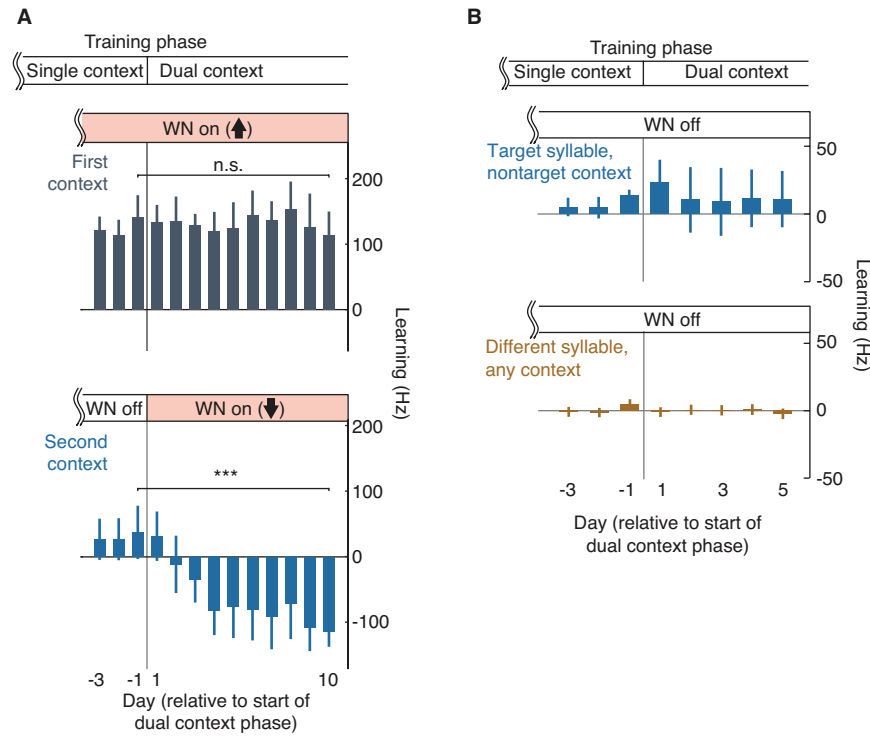 A
Training phase
Single context
Dual context
WN on (⬆)
First
context
n.s.
200
100
0
WN off
WN on (⬇)
Second
context
***
200
100
0
-100
Learning (Hz)
-3
-1
1
10
Day (relative to start of
dual context phase)
B
Training phase
Single context
Dual context
WN off
Target syllable,
nontarget context
50
0
-50
WN off
Different syllable,
any context
50
0
-50
Learning (Hz)
-3
-1
1
3
5
Day (relative to start of
dual context phase)